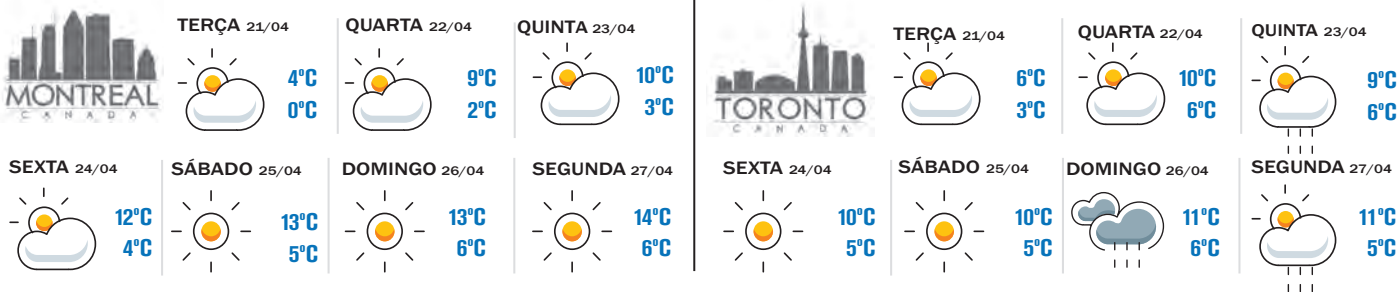 MONTREAL
CANADA
TERÇA 21/04
4ºC
0ºC
QUARTA 22/04
9ºC
2ºC
QUINTA 23/04
10ºC
3ºC
SEXTA 24/04
12ºC
4ºC
SÁBADO 25/04
13ºC
5ºC
DOMINGO 26/04
13ºC
6ºC
SEGUNDA 27/04
14ºC
6ºC
TORONTO
CANADA
TERÇA 21/04
6ºC
3ºC
QUARTA 22/04
10ºC
6ºC
QUINTA 23/04
9ºC
6ºC
SEXTA 24/04
10ºC
5ºC
SÁBADO 25/04
10ºC
5ºC
DOMINGO 26/04
11ºC
6ºC
SEGUNDA 27/04
11ºC
5ºC